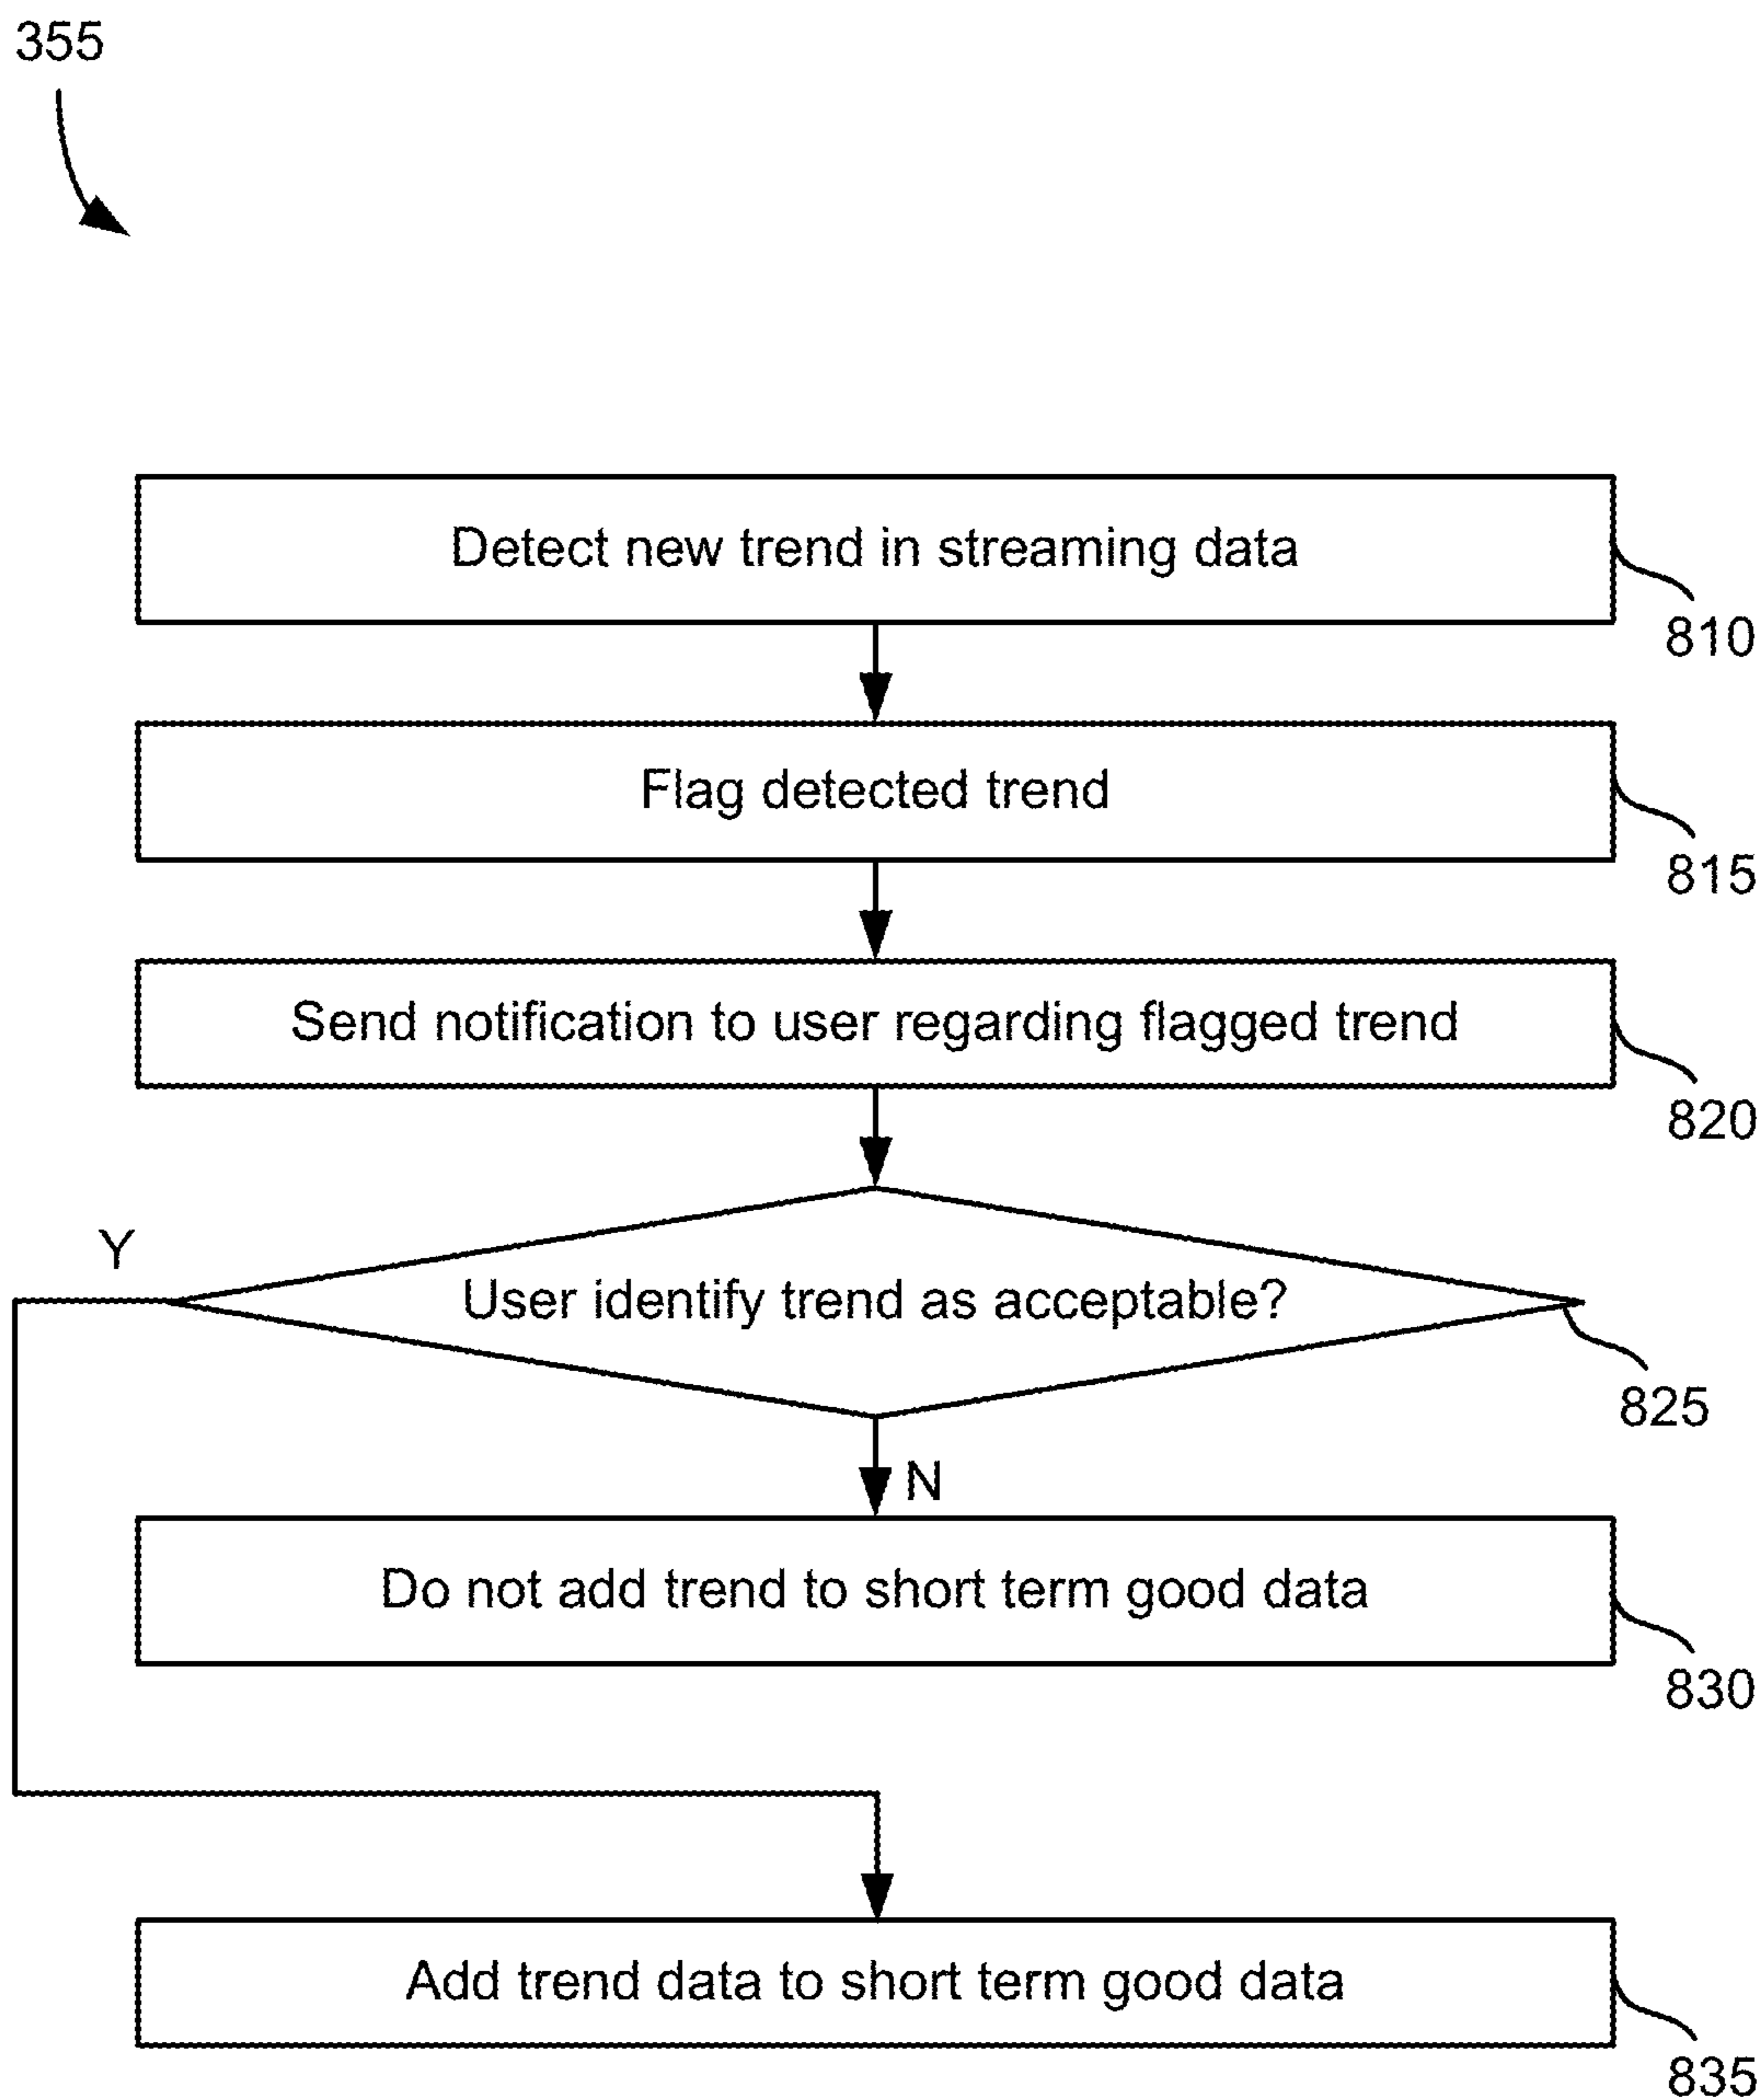 355
Detect new trend in streaming data
810
Flag detected trend
815
Send notification to user regarding flagged trend
820
Y
User identify trend as acceptable?
825
N
Do not add trend to short term good data
830
Add trend data to short term good data
835